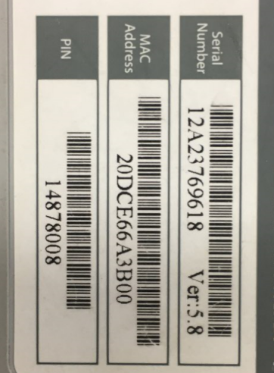 Serial
Number
12A23769618 Ver:5.8
MAC
Address
20DCE66A3B00
PIN
14878008